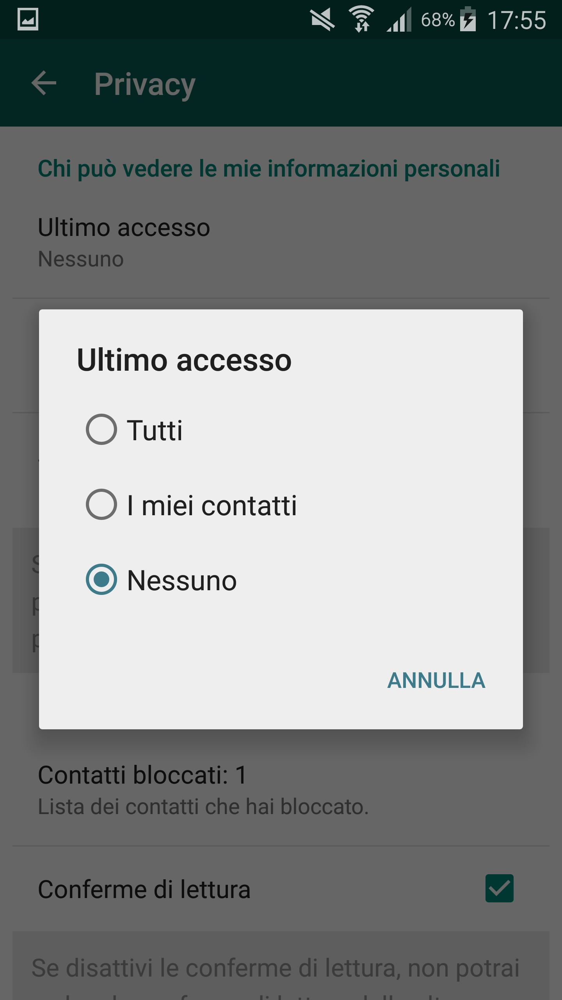 68% 17:55
Privacy
Chi può vedere le mie informazioni personali
Ultimo accesso
Nessuno
Ultimo accesso
Tutti
I miei contatti
Nessuno
ANNULLA
Contatti bloccati: 1
Lista dei contatti che hai bloccato.
Conferme di lettura
Se disattivi le conferme di lettura, non potrai